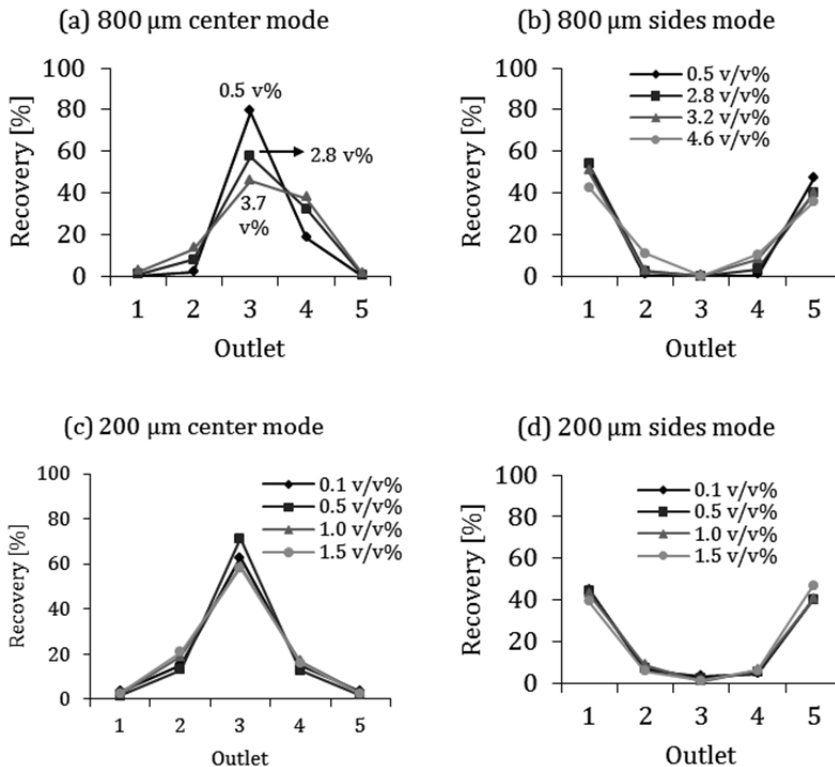 (a) 800 µm center mode
Recovery [%]
100
80
60
40
20
0
0.5 v%
2.8 v%
3.7
v%
1 2 3 4 5
Outlet
(b) 800 µm sides mode
Recovery [%]
100
80
60
40
20
0
0.5 v/v%
2.8 v/v%
3.2 v/v%
4.6 v/v%
1 2 3 4 5
Outlet
(c) 200 µm center mode
Recovery [%]
100
80
60
40
20
0
0.1 v/v%
0.5 v/v%
1.0 v/v%
1.5 v/v%
1 2 3 4 5
Outlet
(d) 200 µm sides mode
Recovery [%]
100
80
60
40
20
0
0.1 v/v%
0.5 v/v%
1.0 v/v%
1.5 v/v%
1 2 3 4 5
Outlet